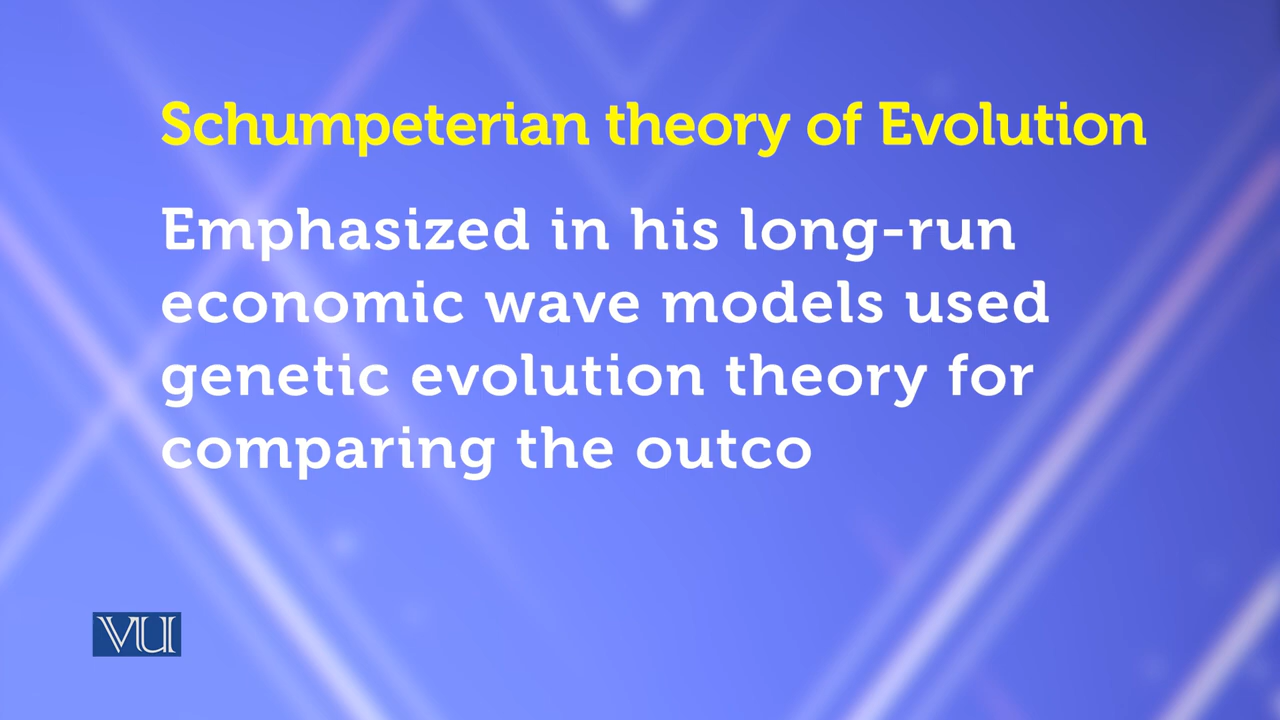 Schumpeterian theory of Evolution
Emphasized in his long-run
economic wave models used
genetic evolution theory for
comparing the outco
VU